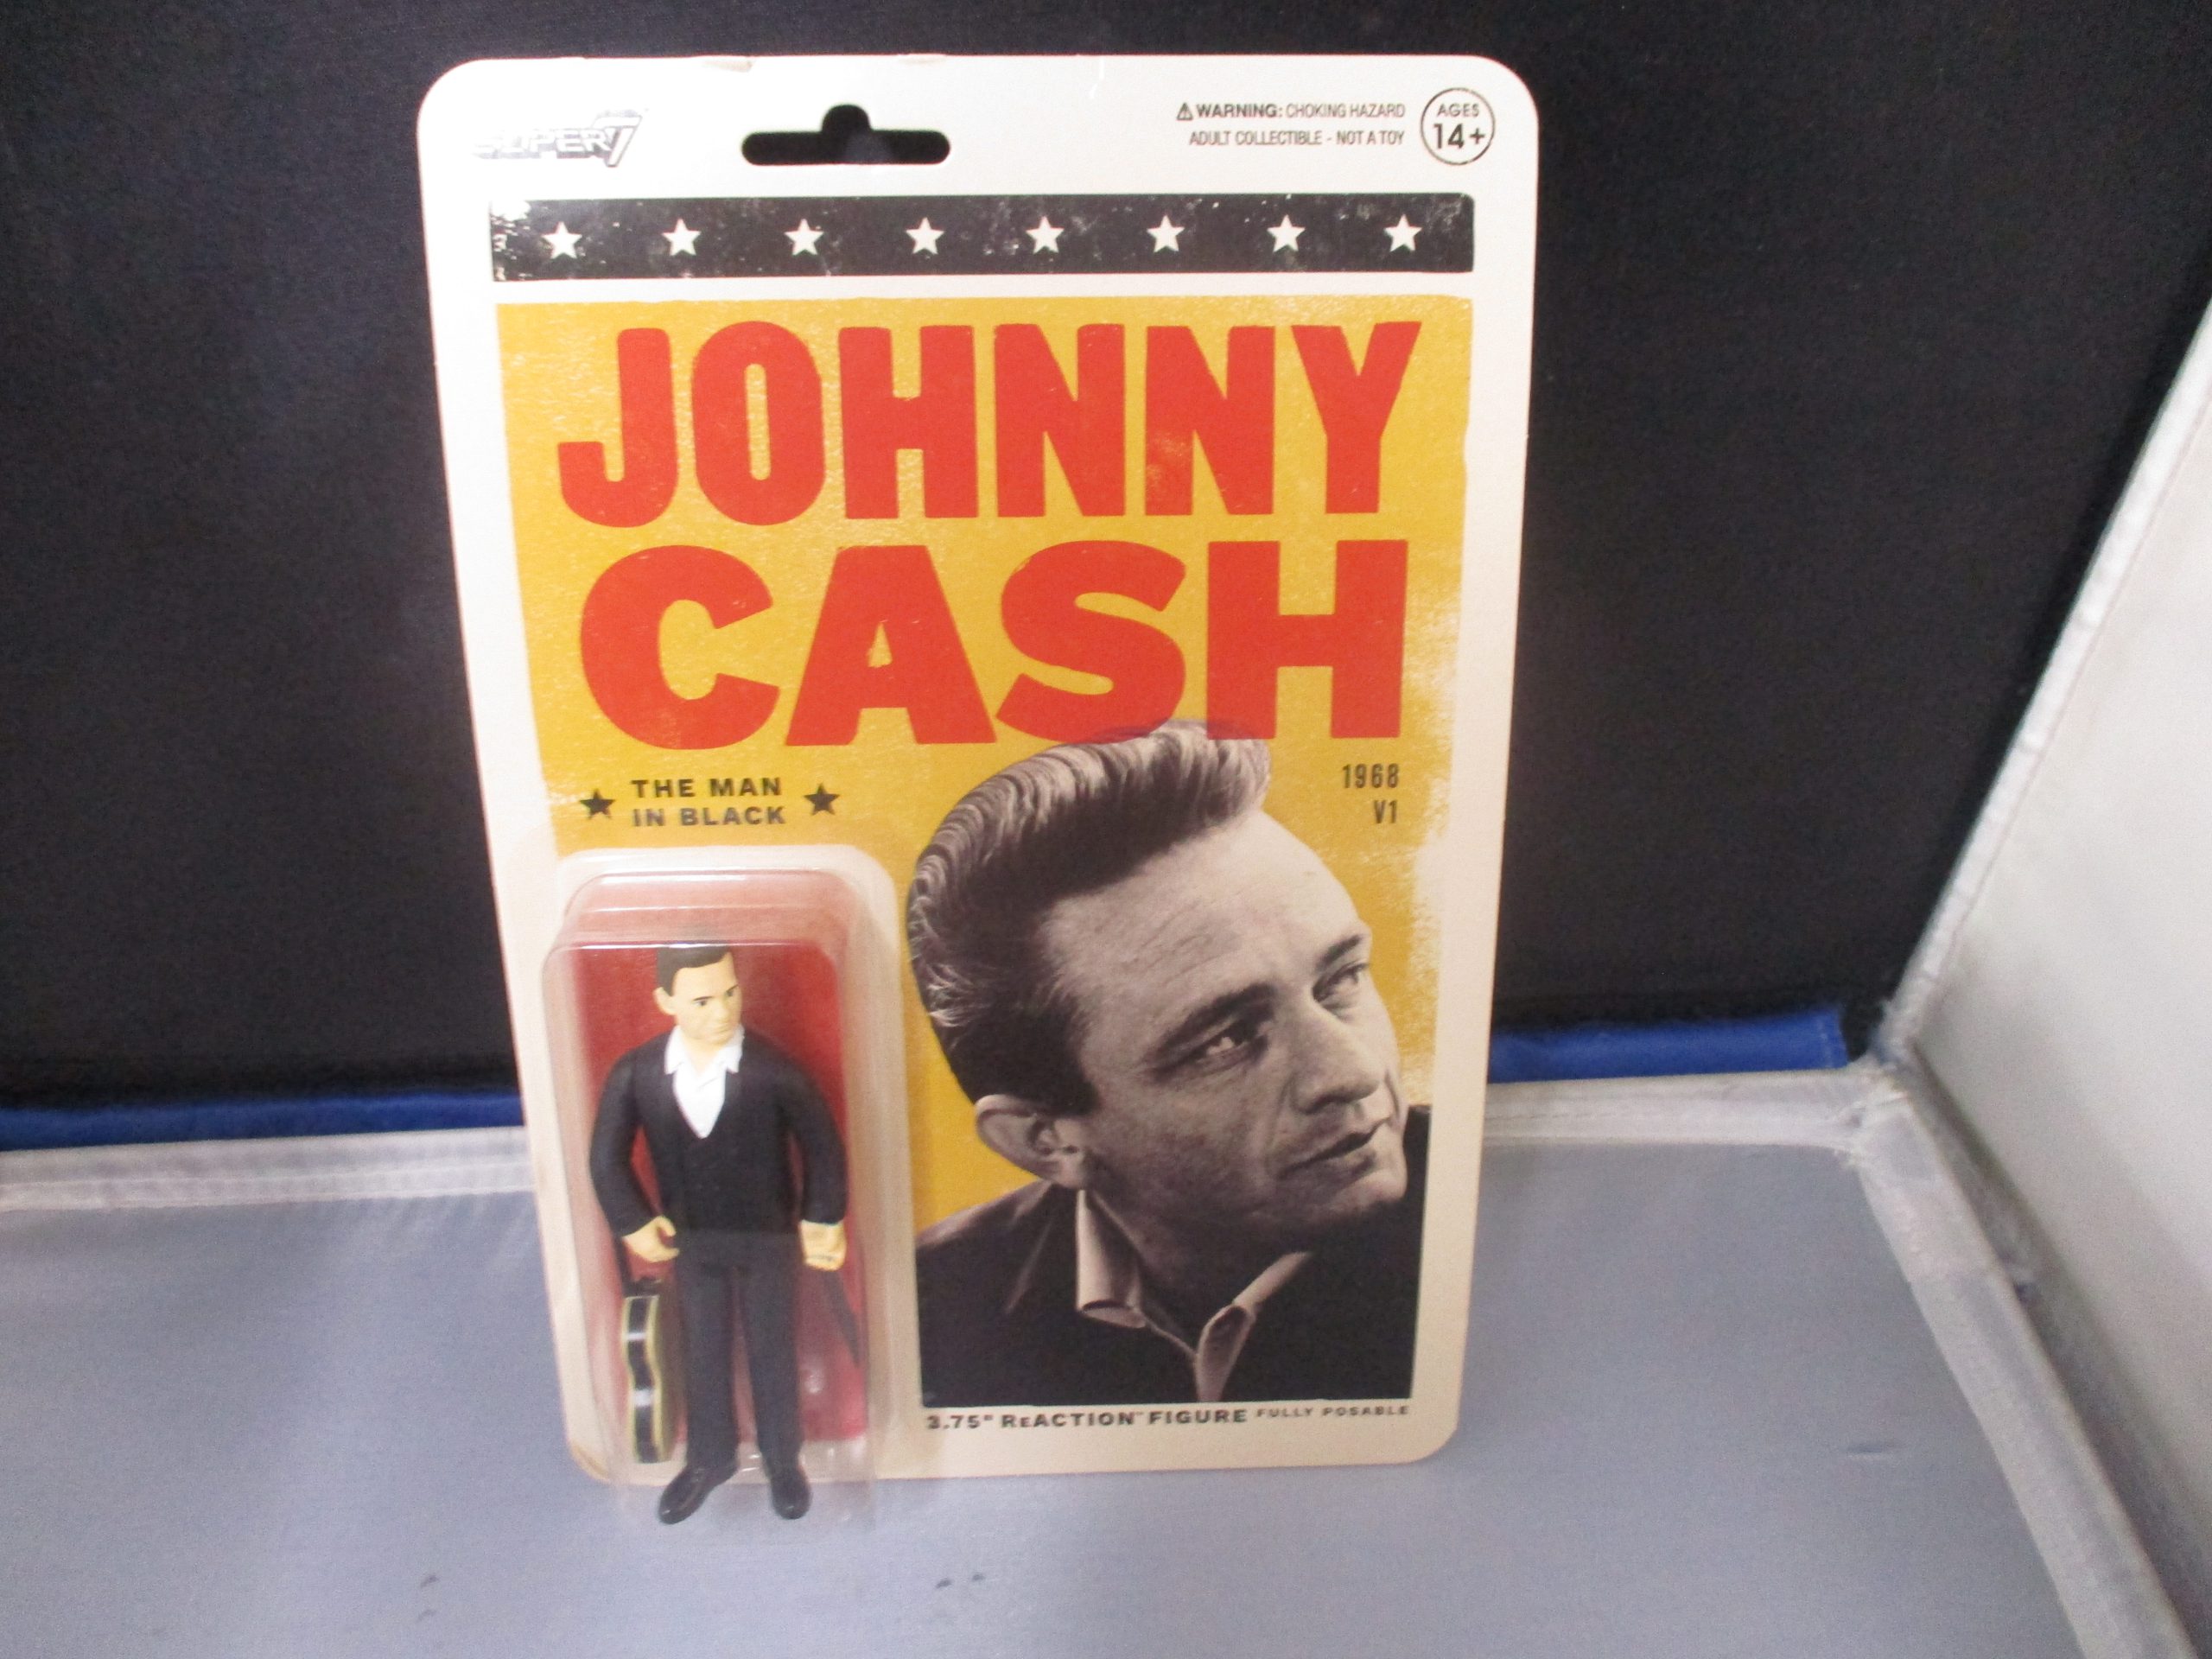 SUPER7
⚠ WARNING: CHOKING HAZARD
ADULT COLLECTIBLE - NOT A TOY
AGES
14+
JOHNNY
CASH
★ THE MAN ★
IN BLACK
1968
V1
3.75" ReACTION™ FIGURE FULLY POSABLE